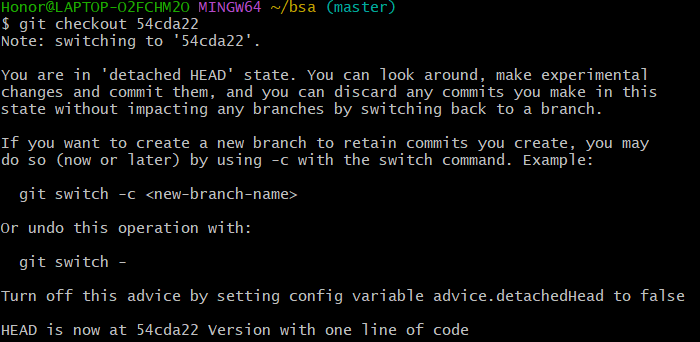 Honor@LAPTOP-O2FCHM2O MINGW64 ~/bsa (master)
$ git checkout 54cda22
Note: switching to '54cda22'.
You are in 'detached HEAD' state. You can look around, make experimental
changes and commit them, and you can discard any commits you make in this
state without impacting any branches by switching back to a branch.
If you want to create a new branch to retain commits you create, you may
do so (now or later) by using -c with the switch command. Example:
git switch -c <new-branch-name>
Or undo this operation with:
git switch -
Turn off this advice by setting config variable advice.detachedHead to false
HEAD is now at 54cda22 Version with one line of code